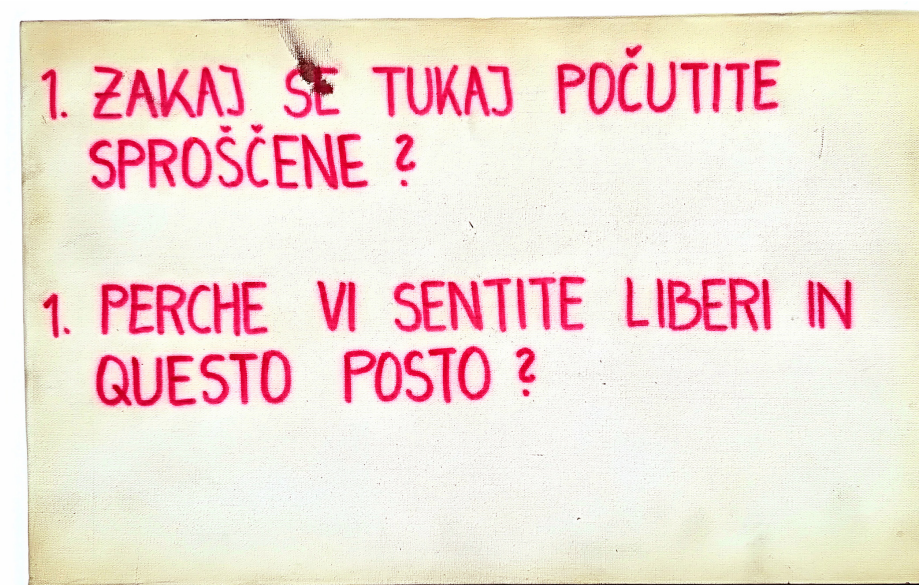 1. ZAKAJ SE TUKAJ POČUTITE
SPROŠČENE ?
1. PERCHE VI SENTITE LIBERI IN
QUESTO POSTO ?